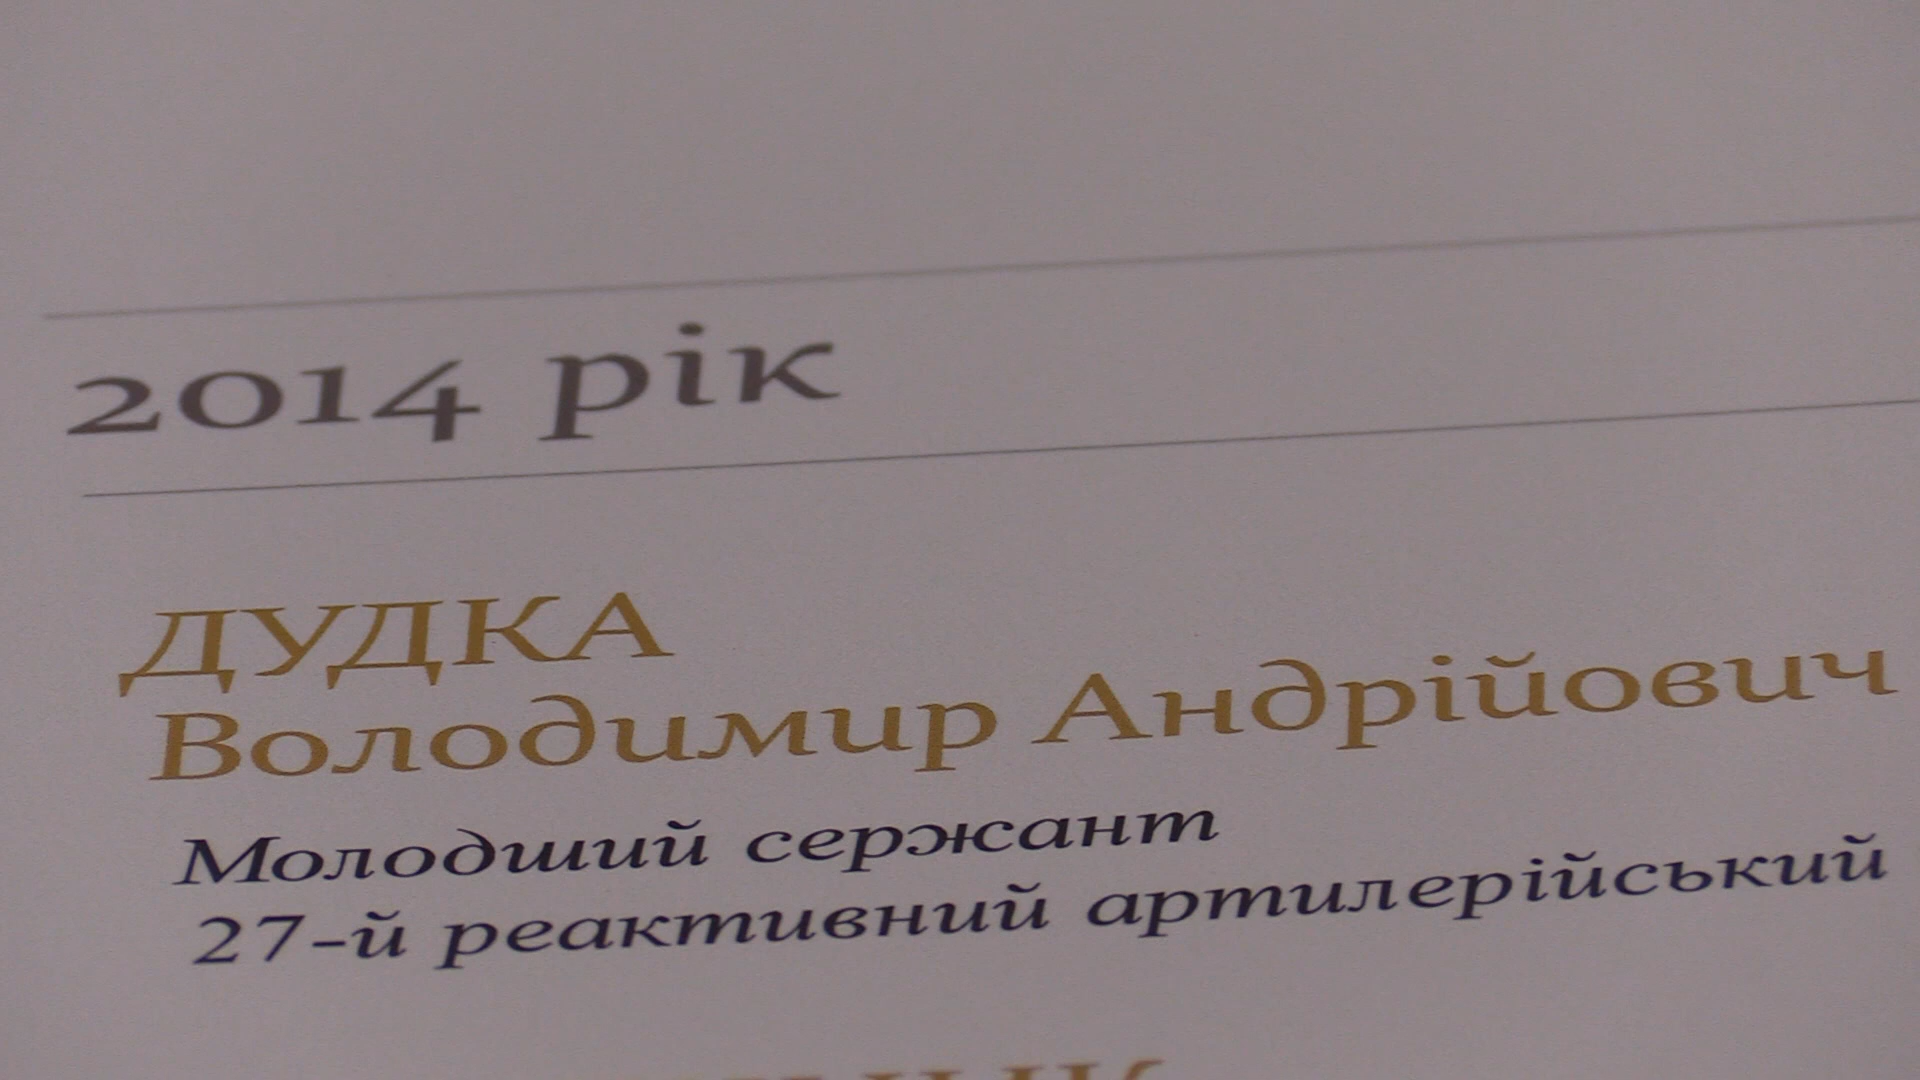 2014 рік
ДУДКА
Володимир Андрійович
Молодший сержант
27-й реактивний артилерійський